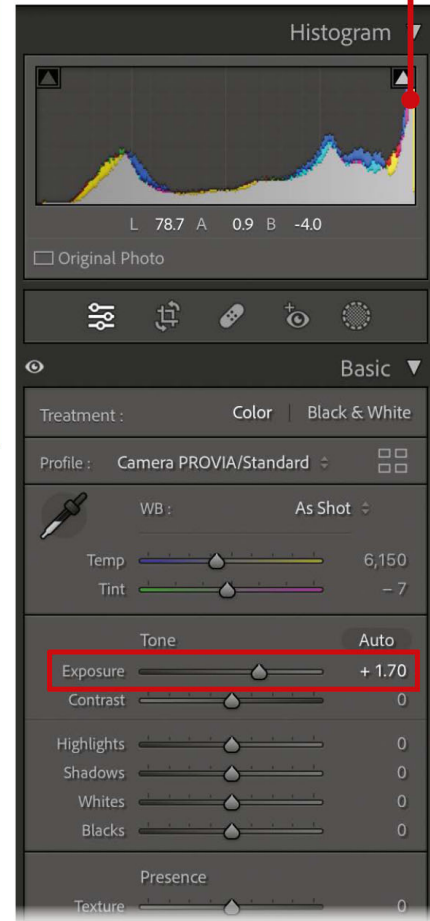 Histogram
L 78.7 A 0.9 B -4.0
Original Photo
Basic
Treatment : Color | Black & White
Profile : Camera PROVIA/Standard
WB : As Shot
Temp 6,150
Tint – 7
Tone Auto
Exposure + 1.70
Contrast 0
Highlights 0
Shadows 0
Whites 0
Blacks 0
Presence
Texture 0